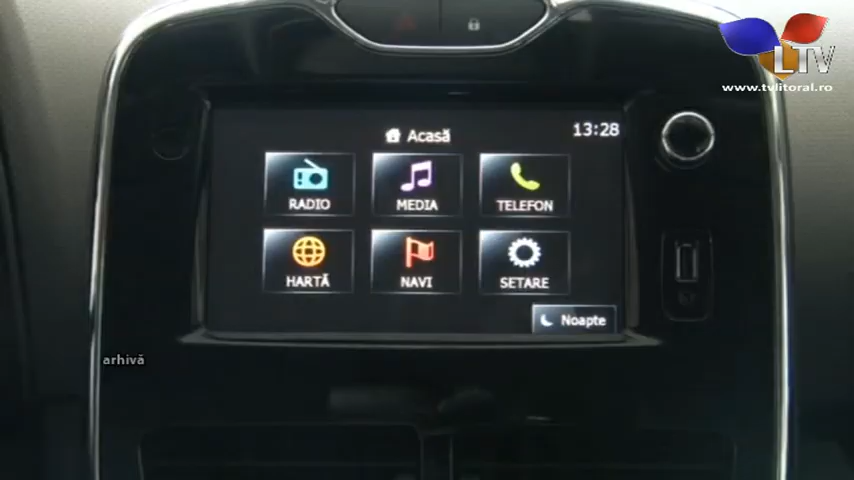 LTV
www.tvlitoral.ro
Acasă
13:28
RADIO
MEDIA
TELEFON
HARTĂ
NAVI
SETARE
Noapte
arhivă